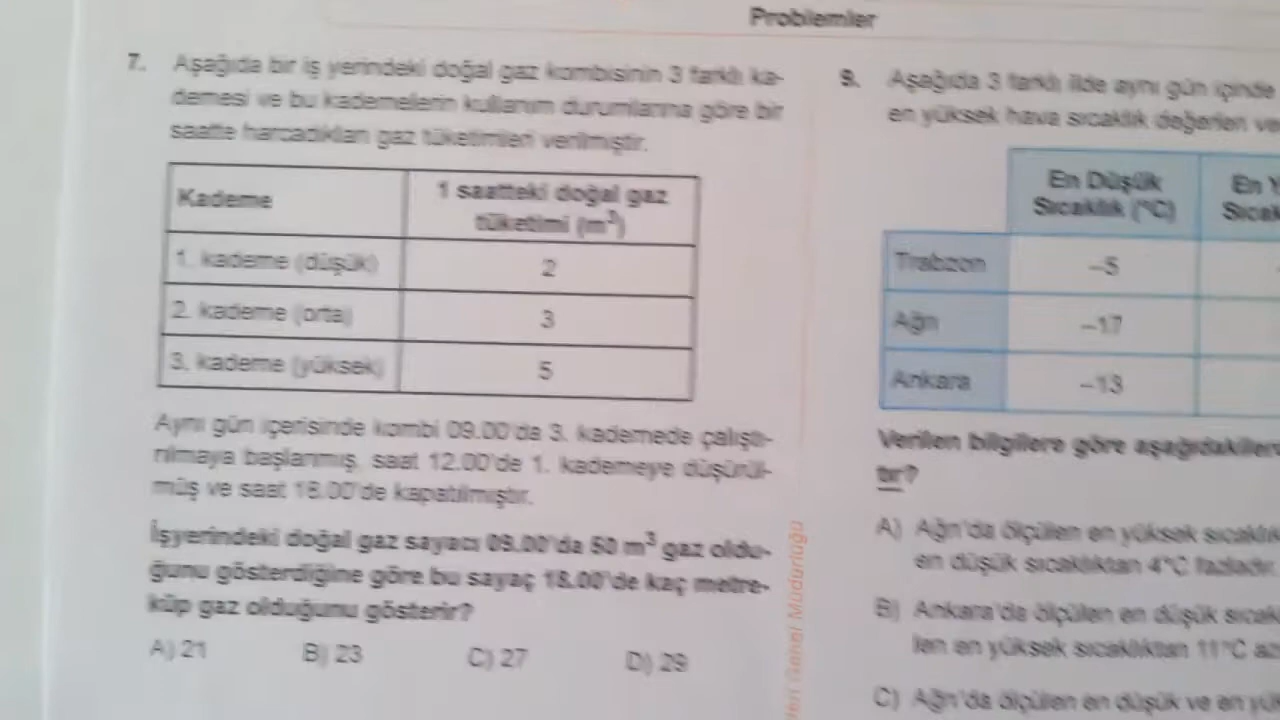 Problemler
7. Aşağıda bir iş yerindeki doğal gaz kombisinin 3 farklı ka-
demesi ve bu kademelerin kullanım durumlarına göre bir
saatte harcadıkları gaz tüketimleri verilmiştir.
Kademe
1 saatteki doğal gaz
tüketimi (m³)
1. kademe (düşük) 2
2. kademe (orta) 3
3. kademe (yüksek) 5
Aynı gün içerisinde kombi 09.00'da 3. kademede çalıştı-
rılmaya başlanmış, saat 12.00'de 1. kademeye düşürül-
müş ve saat 18.00'de kapatılmıştır.
İşyerindeki doğal gaz sayacı 09.00'da 50 m³ gaz oldu-
ğunu gösterdiğine göre bu sayaç 18.00'de kaç metre-
küp gaz olduğunu gösterir?
A) 21 B) 23 C) 27 D) 29
9. Aşağıda 3 farklı ilde aynı gün içinde
en yüksek hava sıcaklık değerleri ve
En Düşük
Sıcaklık (°C)
En Y
Sıcak
Trabzon -5
Ağrı -17
Ankara -13
Verilen bilgilere göre aşağıdakiler
tır?
A) Ağrı'da ölçülen en yüksek sıcaklık
en düşük sıcaklıktan 4°C fazladır.
B) Ankara'da ölçülen en düşük sıcak
len en yüksek sıcaklıktan 11°C az
C) Ağrı'da ölçülen en düşük ve en yük
Genel Müdürlüğü